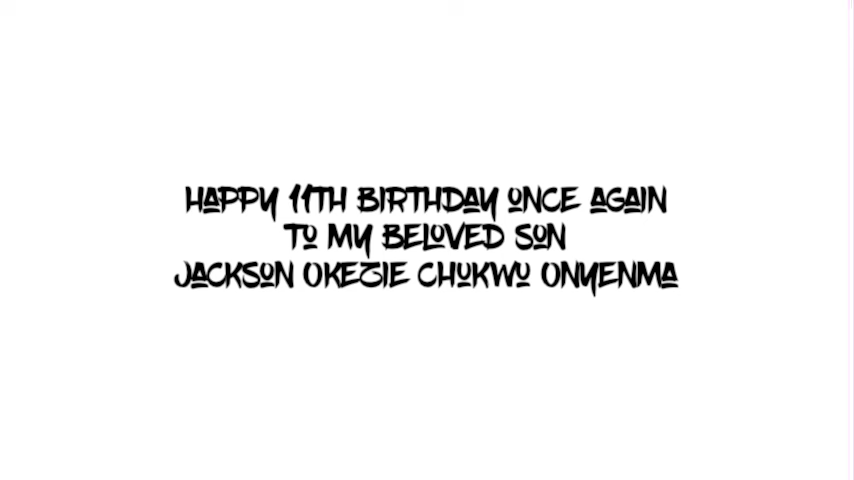 HAPPY 11TH BIRTHDAY ONCE AGAIN
TO MY BELOVED SON
JACKSON OKEZIE CHUKWU ONYENMA